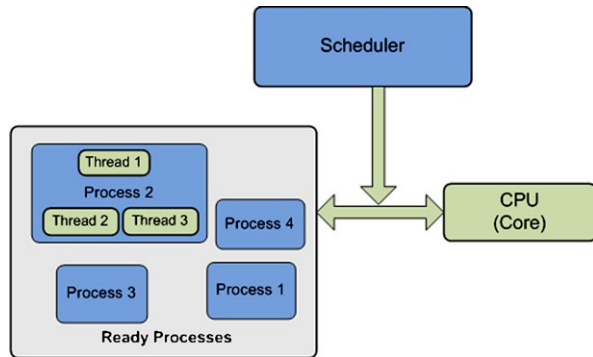 Scheduler
Thread 1
Process 2
Thread 2
Thread 3
Process 4
CPU
(Core)
Process 3
Process 1
Ready Processes